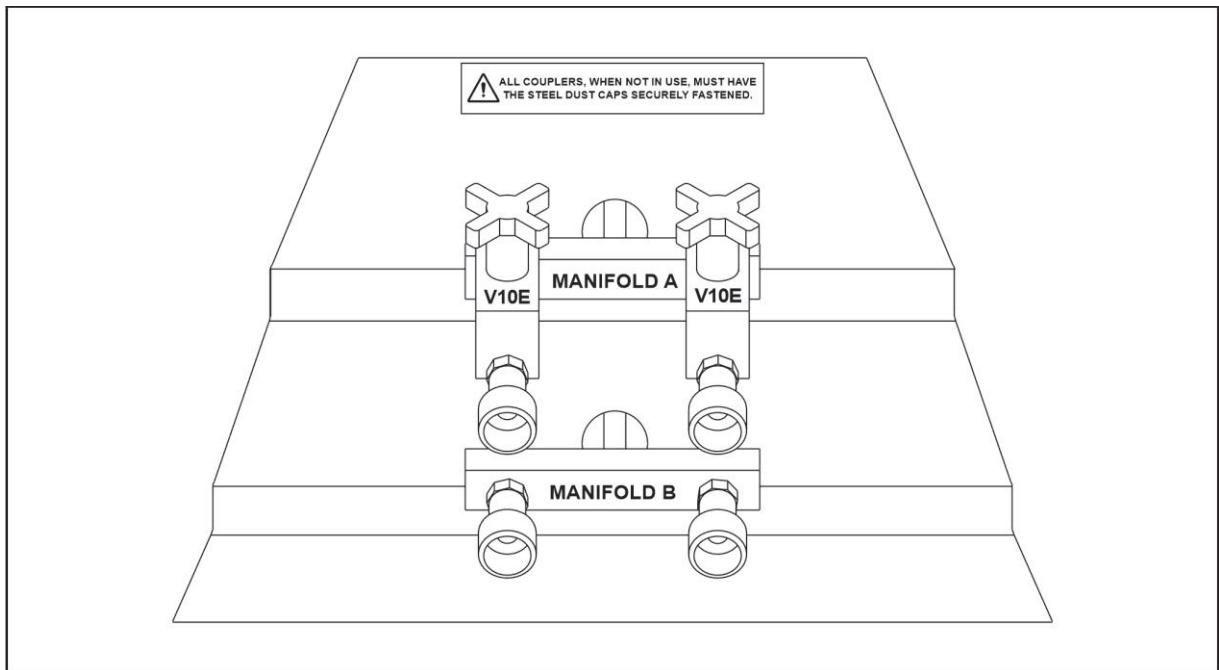 ALL COUPLERS, WHEN NOT IN USE, MUST HAVE
THE STEEL DUST CAPS SECURELY FASTENED.
MANIFOLD A
V10E
V10E
MANIFOLD B